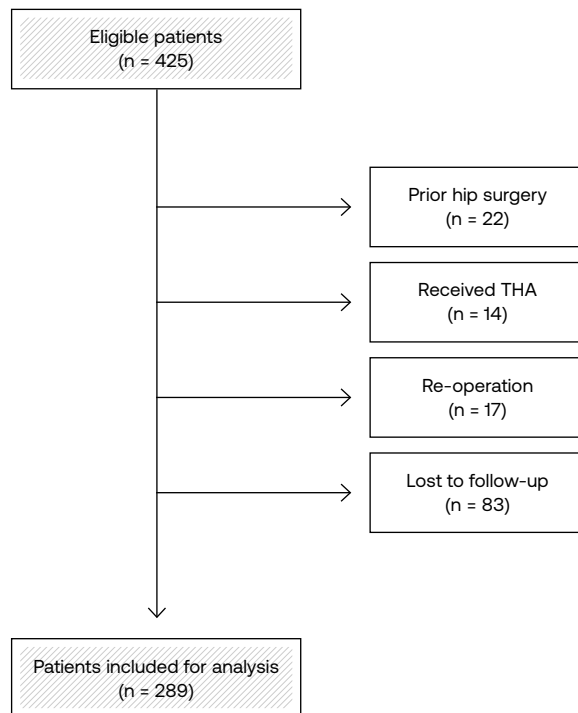 Eligible patients
(n = 425)
Prior hip surgery
(n = 22)
Received THA
(n = 14)
Re-operation
(n = 17)
Lost to follow-up
(n = 83)
Patients included for analysis
(n = 289)